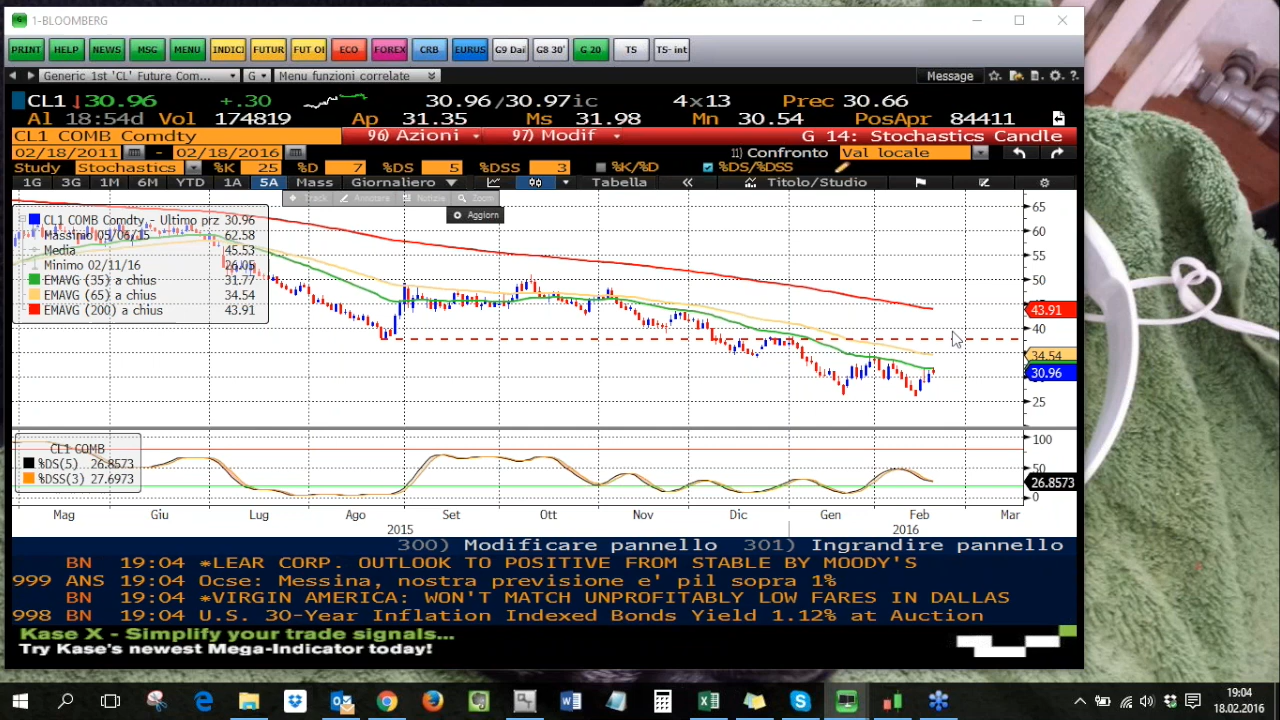 1-BLOOMBERG
PRINT HELP NEWS MSG MENU INDICI FUTUR FUT OI ECO FOREX CRB EURUS G9 Dai G8 30' G 20 TS T5- int
Generic 1st 'CL' Future Com... G Menu funzioni correlate Message
CL1 30.96 +.30 30.96/30.97ic 4x13 Prec 30.66
Al 18:54d Vol 174819 Ap 31.35 Ms 31.98 Mn 30.54 PosApr 84411
CL1 COMB Comdty 96) Azioni 97) Modif G 14: Stochastics Candle
02/18/2011 - 02/18/2016 11) Confronto Val locale
Study Stochastics %K 25 %D 7 %DS 5 %DSS 3 %K/%D %DS/%DSS
1G 3G 1M 6M YTD 1A 5A Mass Giornaliero Tabella « Titolo/Studio
Track Annotare Notizie Zoom
Aggiorn
CL1 COMB Comdty - Ultimo prz 30.96
Massimo 05/06/15 62.58
Media 45.53
Minimo 02/11/16 26.05
EMAVG (35) a chius 31.77
EMAVG (65) a chius 34.54
EMAVG (200) a chius 43.91
65
60
55
50
43.91
40
34.54
30.96
25
CL1 COMB
%DS(5) 26.8573
%DSS(3) 27.6973
100
50
26.8573
0
Mag Giu Lug Ago Set Ott Nov Dic Gen Feb Mar
2015 2016
300) Modificare pannello 301) Ingrandire pannello
BN 19:04 *LEAR CORP. OUTLOOK TO POSITIVE FROM STABLE BY MOODY'S
999 ANS 19:04 Ocse: Messina, nostra previsione e' pil sopra 1%
BN 19:04 *VIRGIN AMERICA: WON'T MATCH UNPROFITABLY LOW FARES IN DALLAS
998 BN 19:04 U.S. 30-Year Inflation Indexed Bonds Yield 1.12% at Auction
Kase X - Simplify your trade signals...
Try Kase's newest Mega-Indicator today!
19:04
18.02.2016